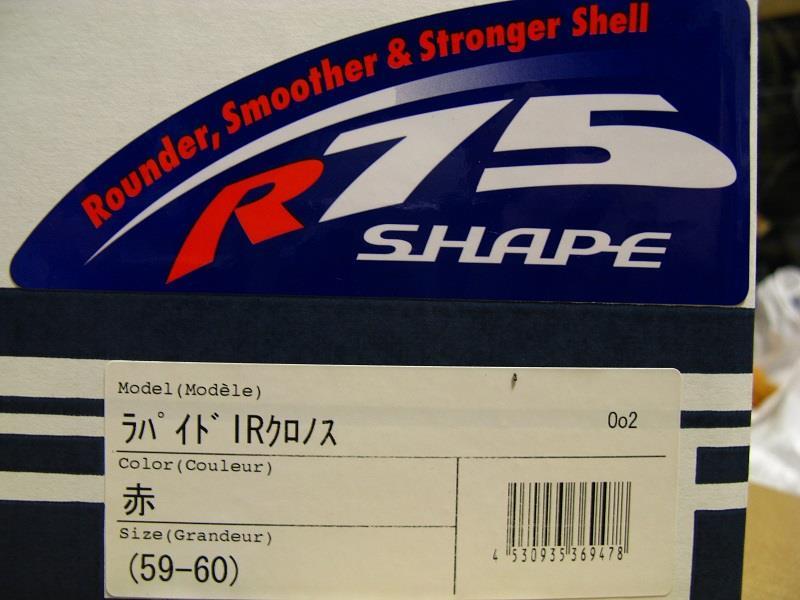 Rounder, Smoother & Stronger Shell
R75
SHAPE
Model(Modèle)
ﾗﾊﾟｲﾄﾞIRｸﾛﾉｽ 0o2
Color(Couleur)
赤
Size(Grandeur)
(59-60)
4 530935 369478